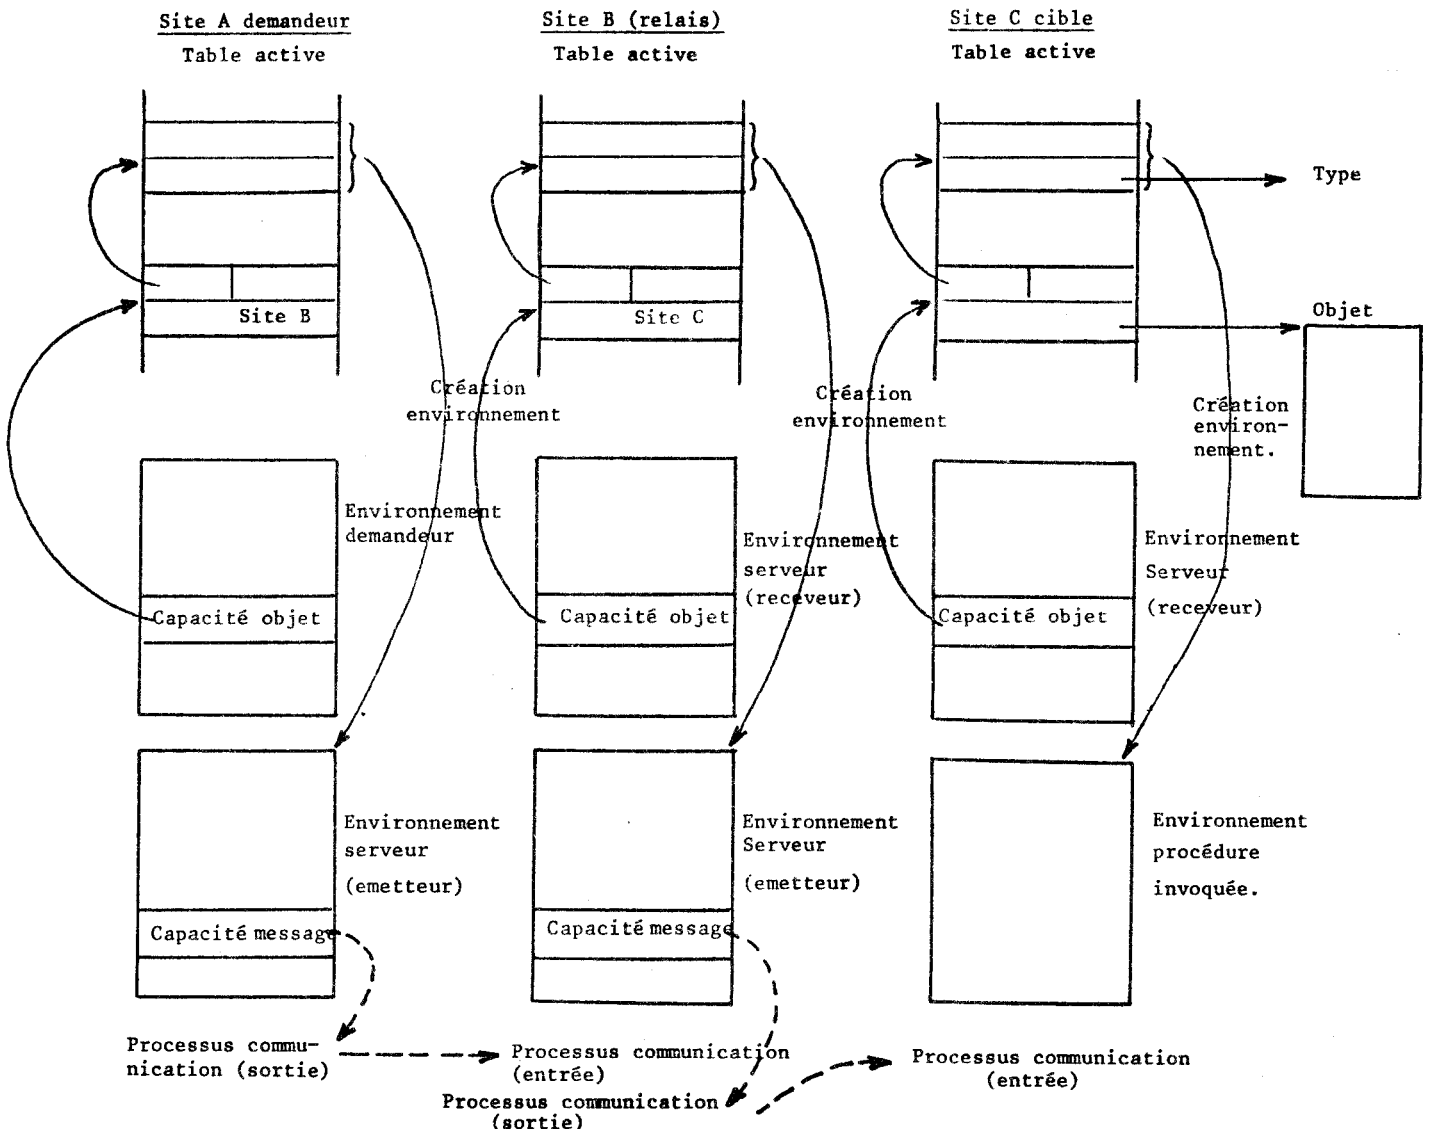 Site A demandeur
Table active
Site B (relais)
Table active
Site C cible
Table active
Type
Site B
Site C
Objet
Création
environnement
Création
environnement
Création
environ-
nement.
Environnement
demandeur
Environnement
serveur
(receveur)
Environnement
Serveur
(receveur)
Capacité objet
Capacité objet
Capacité objet
Environnement
serveur
(emetteur)
Environnement
Serveur
(emetteur)
Environnement
procédure
invoquée.
Capacité message
Capacité message
Processus commu-
nication (sortie)
Processus communication
(entrée)
Processus communication
(sortie)
Processus communication
(entrée)